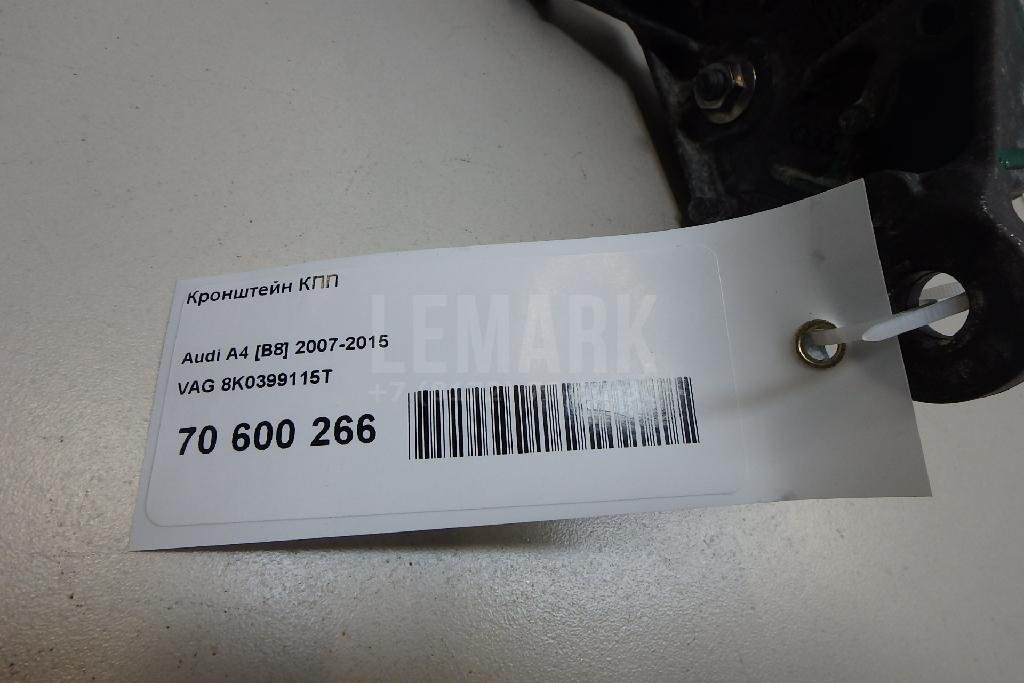 Кронштейн КПП
LEMARK
Audi A4 [B8] 2007-2015
VAG 8K0399115T
70 600 266